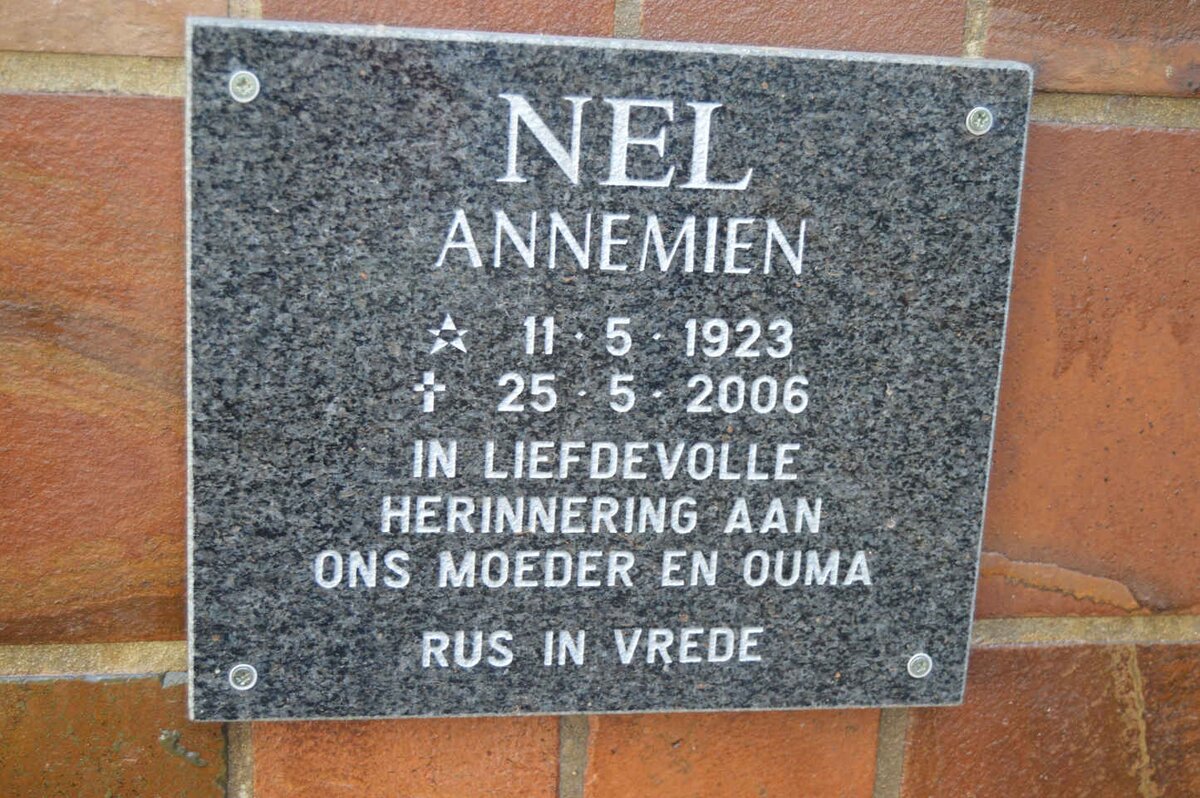 NEL
ANNEMIEN
☆ 11 · 5 · 1923
✝ 25 · 5 · 2006
IN LIEFDEVOLLE
HERINNERING AAN
ONS MOEDER EN OUMA
RUS IN VREDE